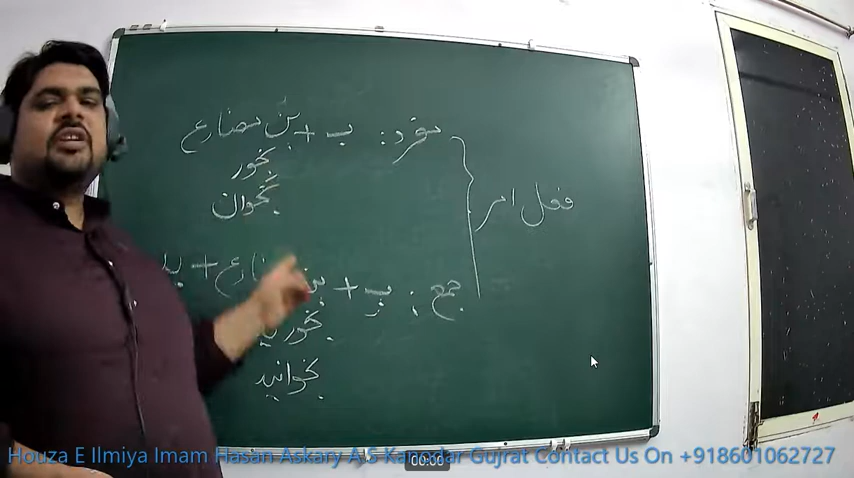 فعل امر
مفرد: ب + بن مضارع
بخور
بخوان
جمع: ب + بن مضارع + ید
بخورید
بخوانید
Houza E Ilmiya Imam Hasan Askary A.S Kanodar Gujrat Contact Us On +918601062727
00:00